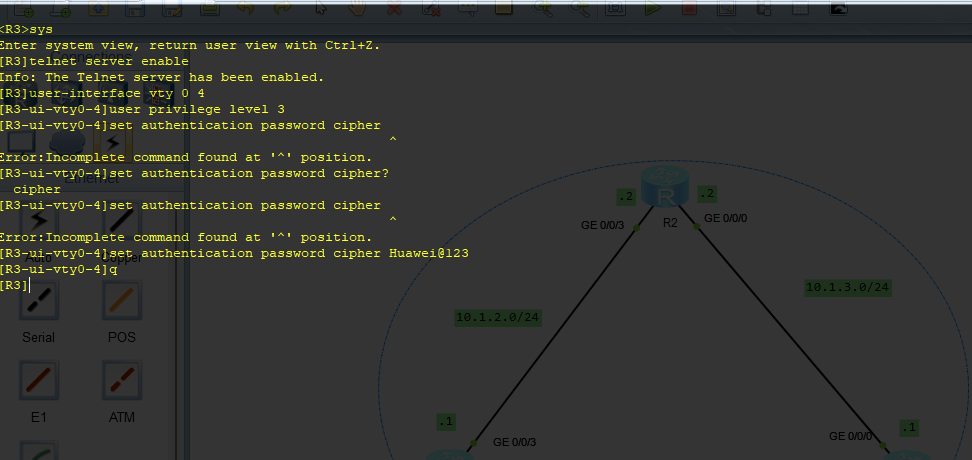 <R3>sys
Enter system view, return user view with Ctrl+Z.
[R3]telnet server enable
Info: The Telnet server has been enabled.
[R3]user-interface vty 0 4
[R3-ui-vty0-4]user privilege level 3
[R3-ui-vty0-4]set authentication password cipher
^
Error:Incomplete command found at '^' position.
[R3-ui-vty0-4]set authentication password cipher?
cipher
[R3-ui-vty0-4]set authentication password cipher
^
Error:Incomplete command found at '^' position.
[R3-ui-vty0-4]set authentication password cipher Huawei@123
[R3-ui-vty0-4]q
[R3]
Ethernet
Auto
Copper
Serial
POS
E1
ATM
.2
.2
R
GE 0/0/3
R2
GE 0/0/0
10.1.2.0/24
10.1.3.0/24
.1
GE 0/0/3
GE 0/0/0
.1